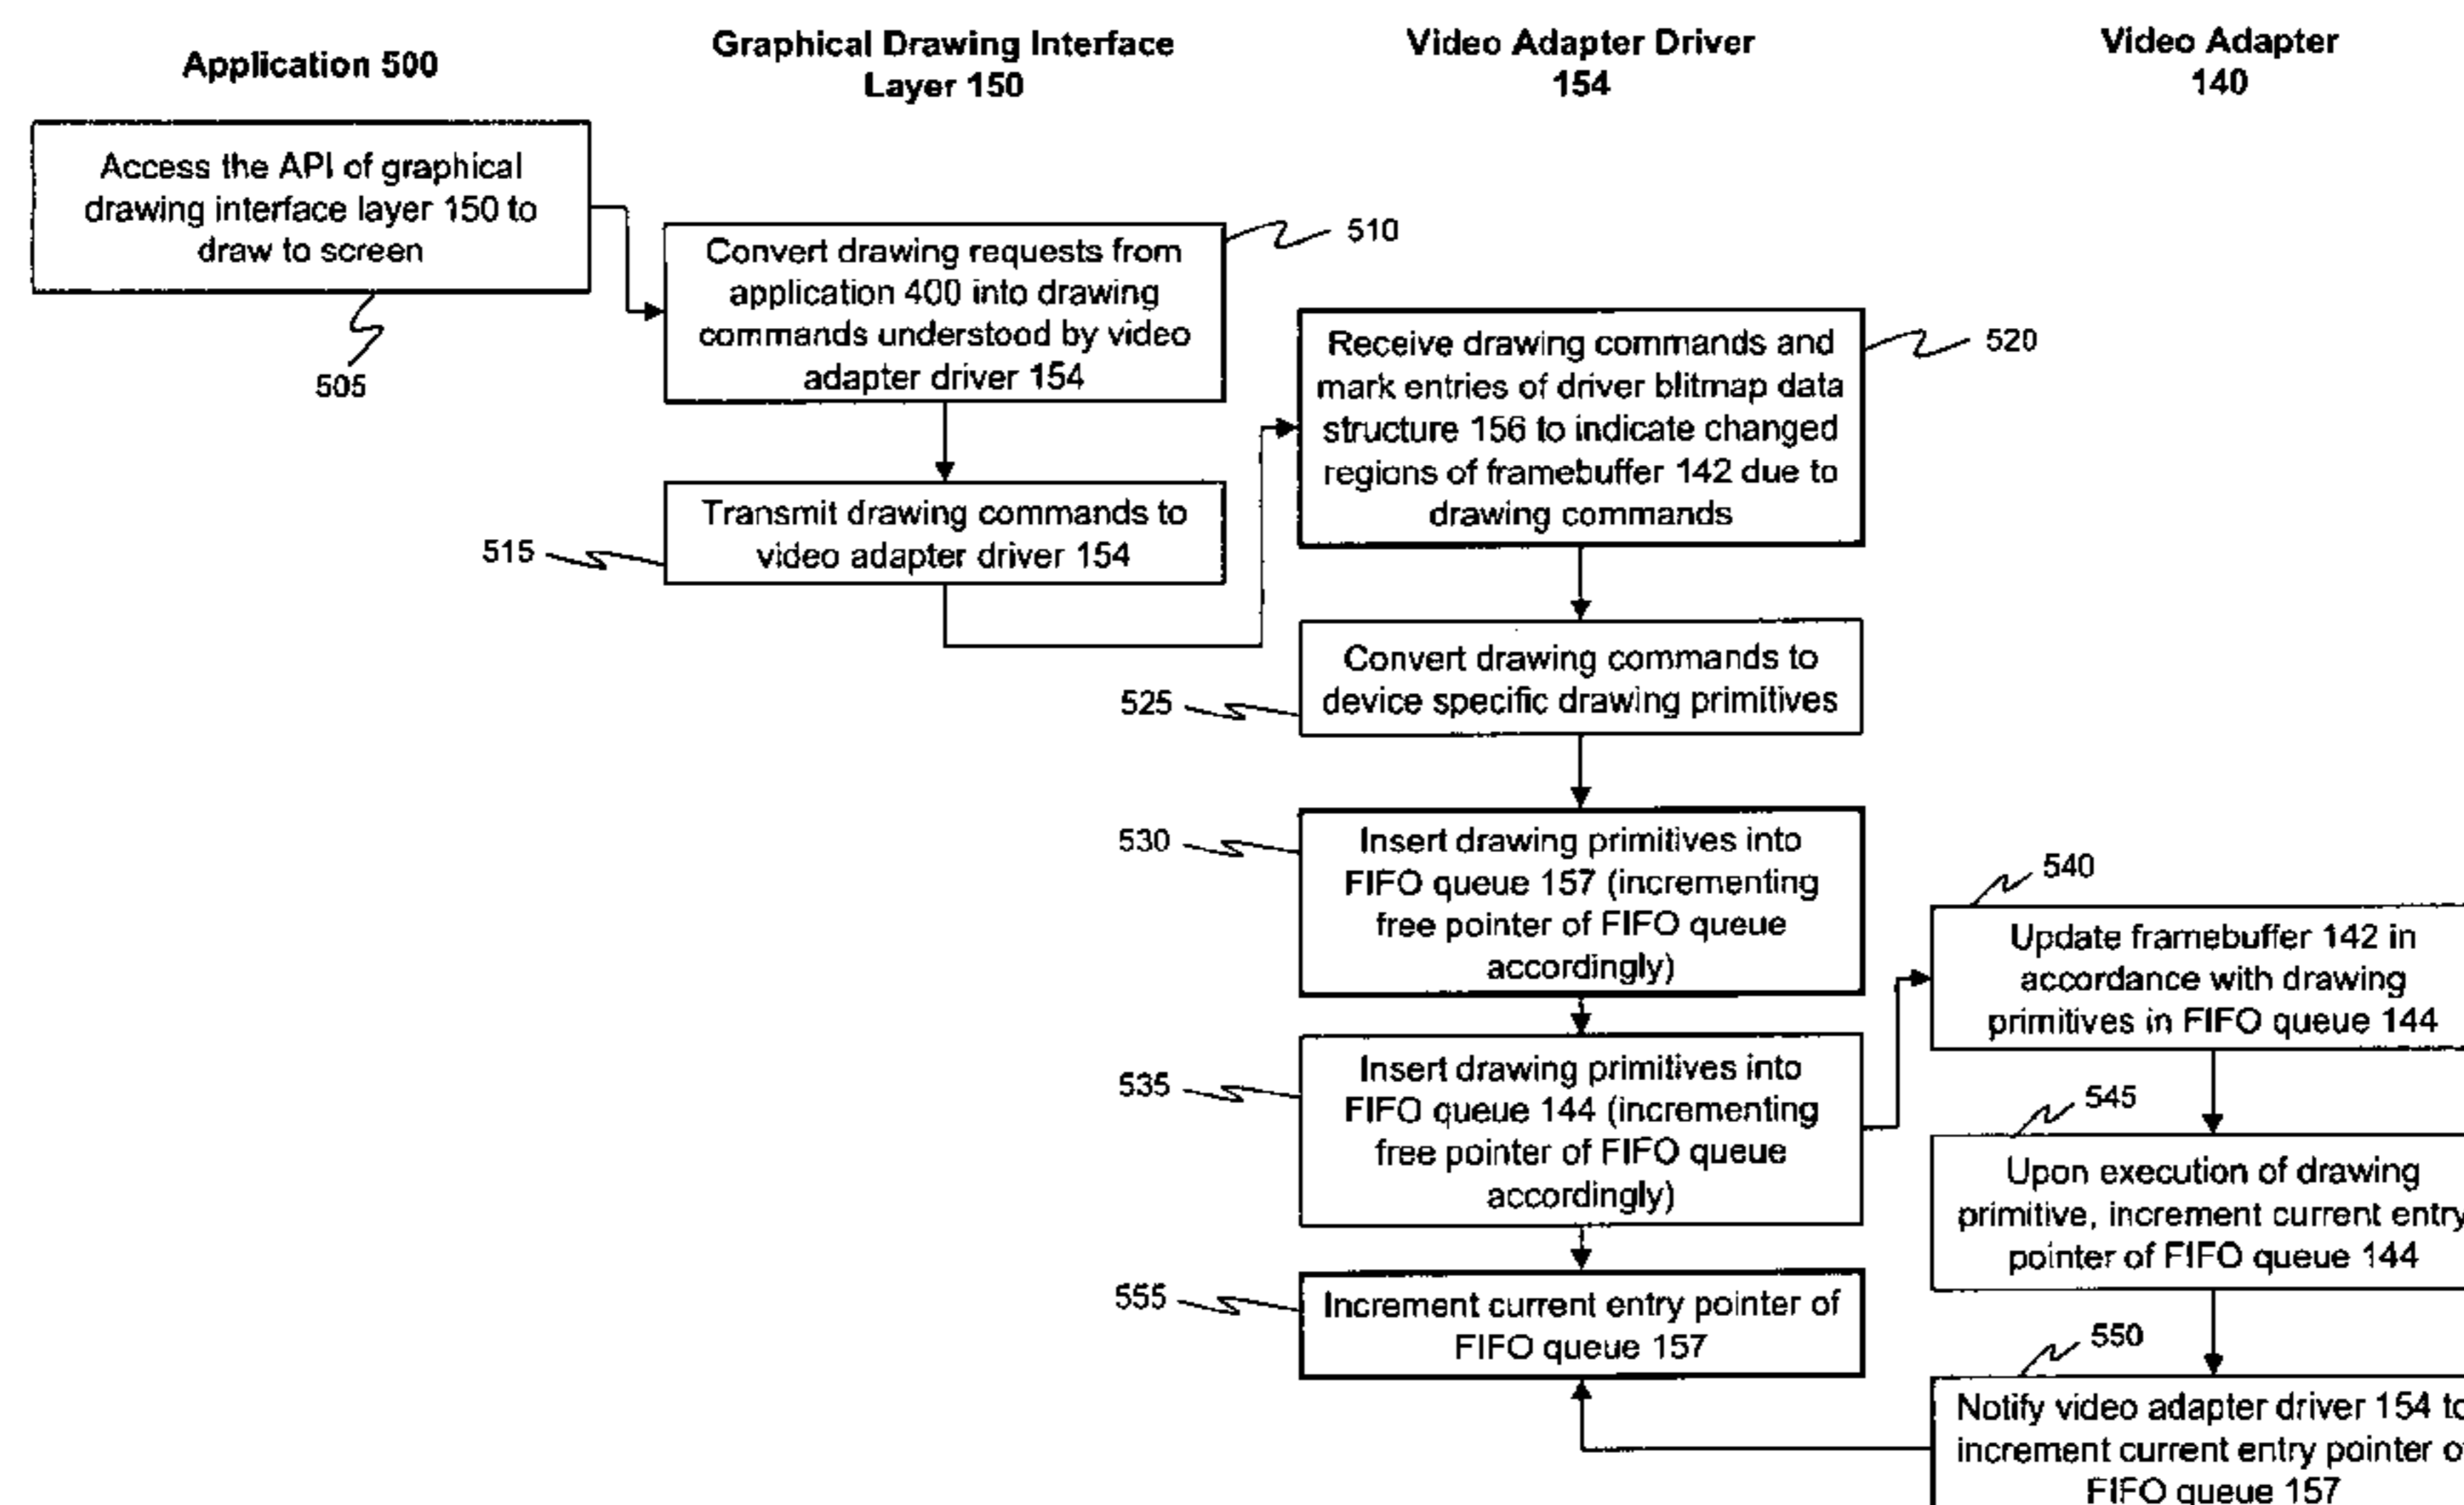 Application 500
Graphical Drawing Interface
Layer 150
Video Adapter Driver
154
Video Adapter
140
Access the API of graphical
drawing interface layer 150 to
draw to screen
505
Convert drawing requests from
application 400 into drawing
commands understood by video
adapter driver 154
510
Transmit drawing commands to
video adapter driver 154
515
Receive drawing commands and
mark entries of driver blitmap data
structure 156 to indicate changed
regions of framebuffer 142 due to
drawing commands
520
Convert drawing commands to
device specific drawing primitives
525
Insert drawing primitives into
FIFO queue 157 (incrementing
free pointer of FIFO queue
accordingly)
530
Insert drawing primitives into
FIFO queue 144 (incrementing
free pointer of FIFO queue
accordingly)
535
540
Update framebuffer 142 in
accordance with drawing
primitives in FIFO queue 144
545
Upon execution of drawing
primitive, increment current entry
pointer of FIFO queue 144
550
Notify video adapter driver 154 to
increment current entry pointer of
FIFO queue 157
555
Increment current entry pointer of
FIFO queue 157